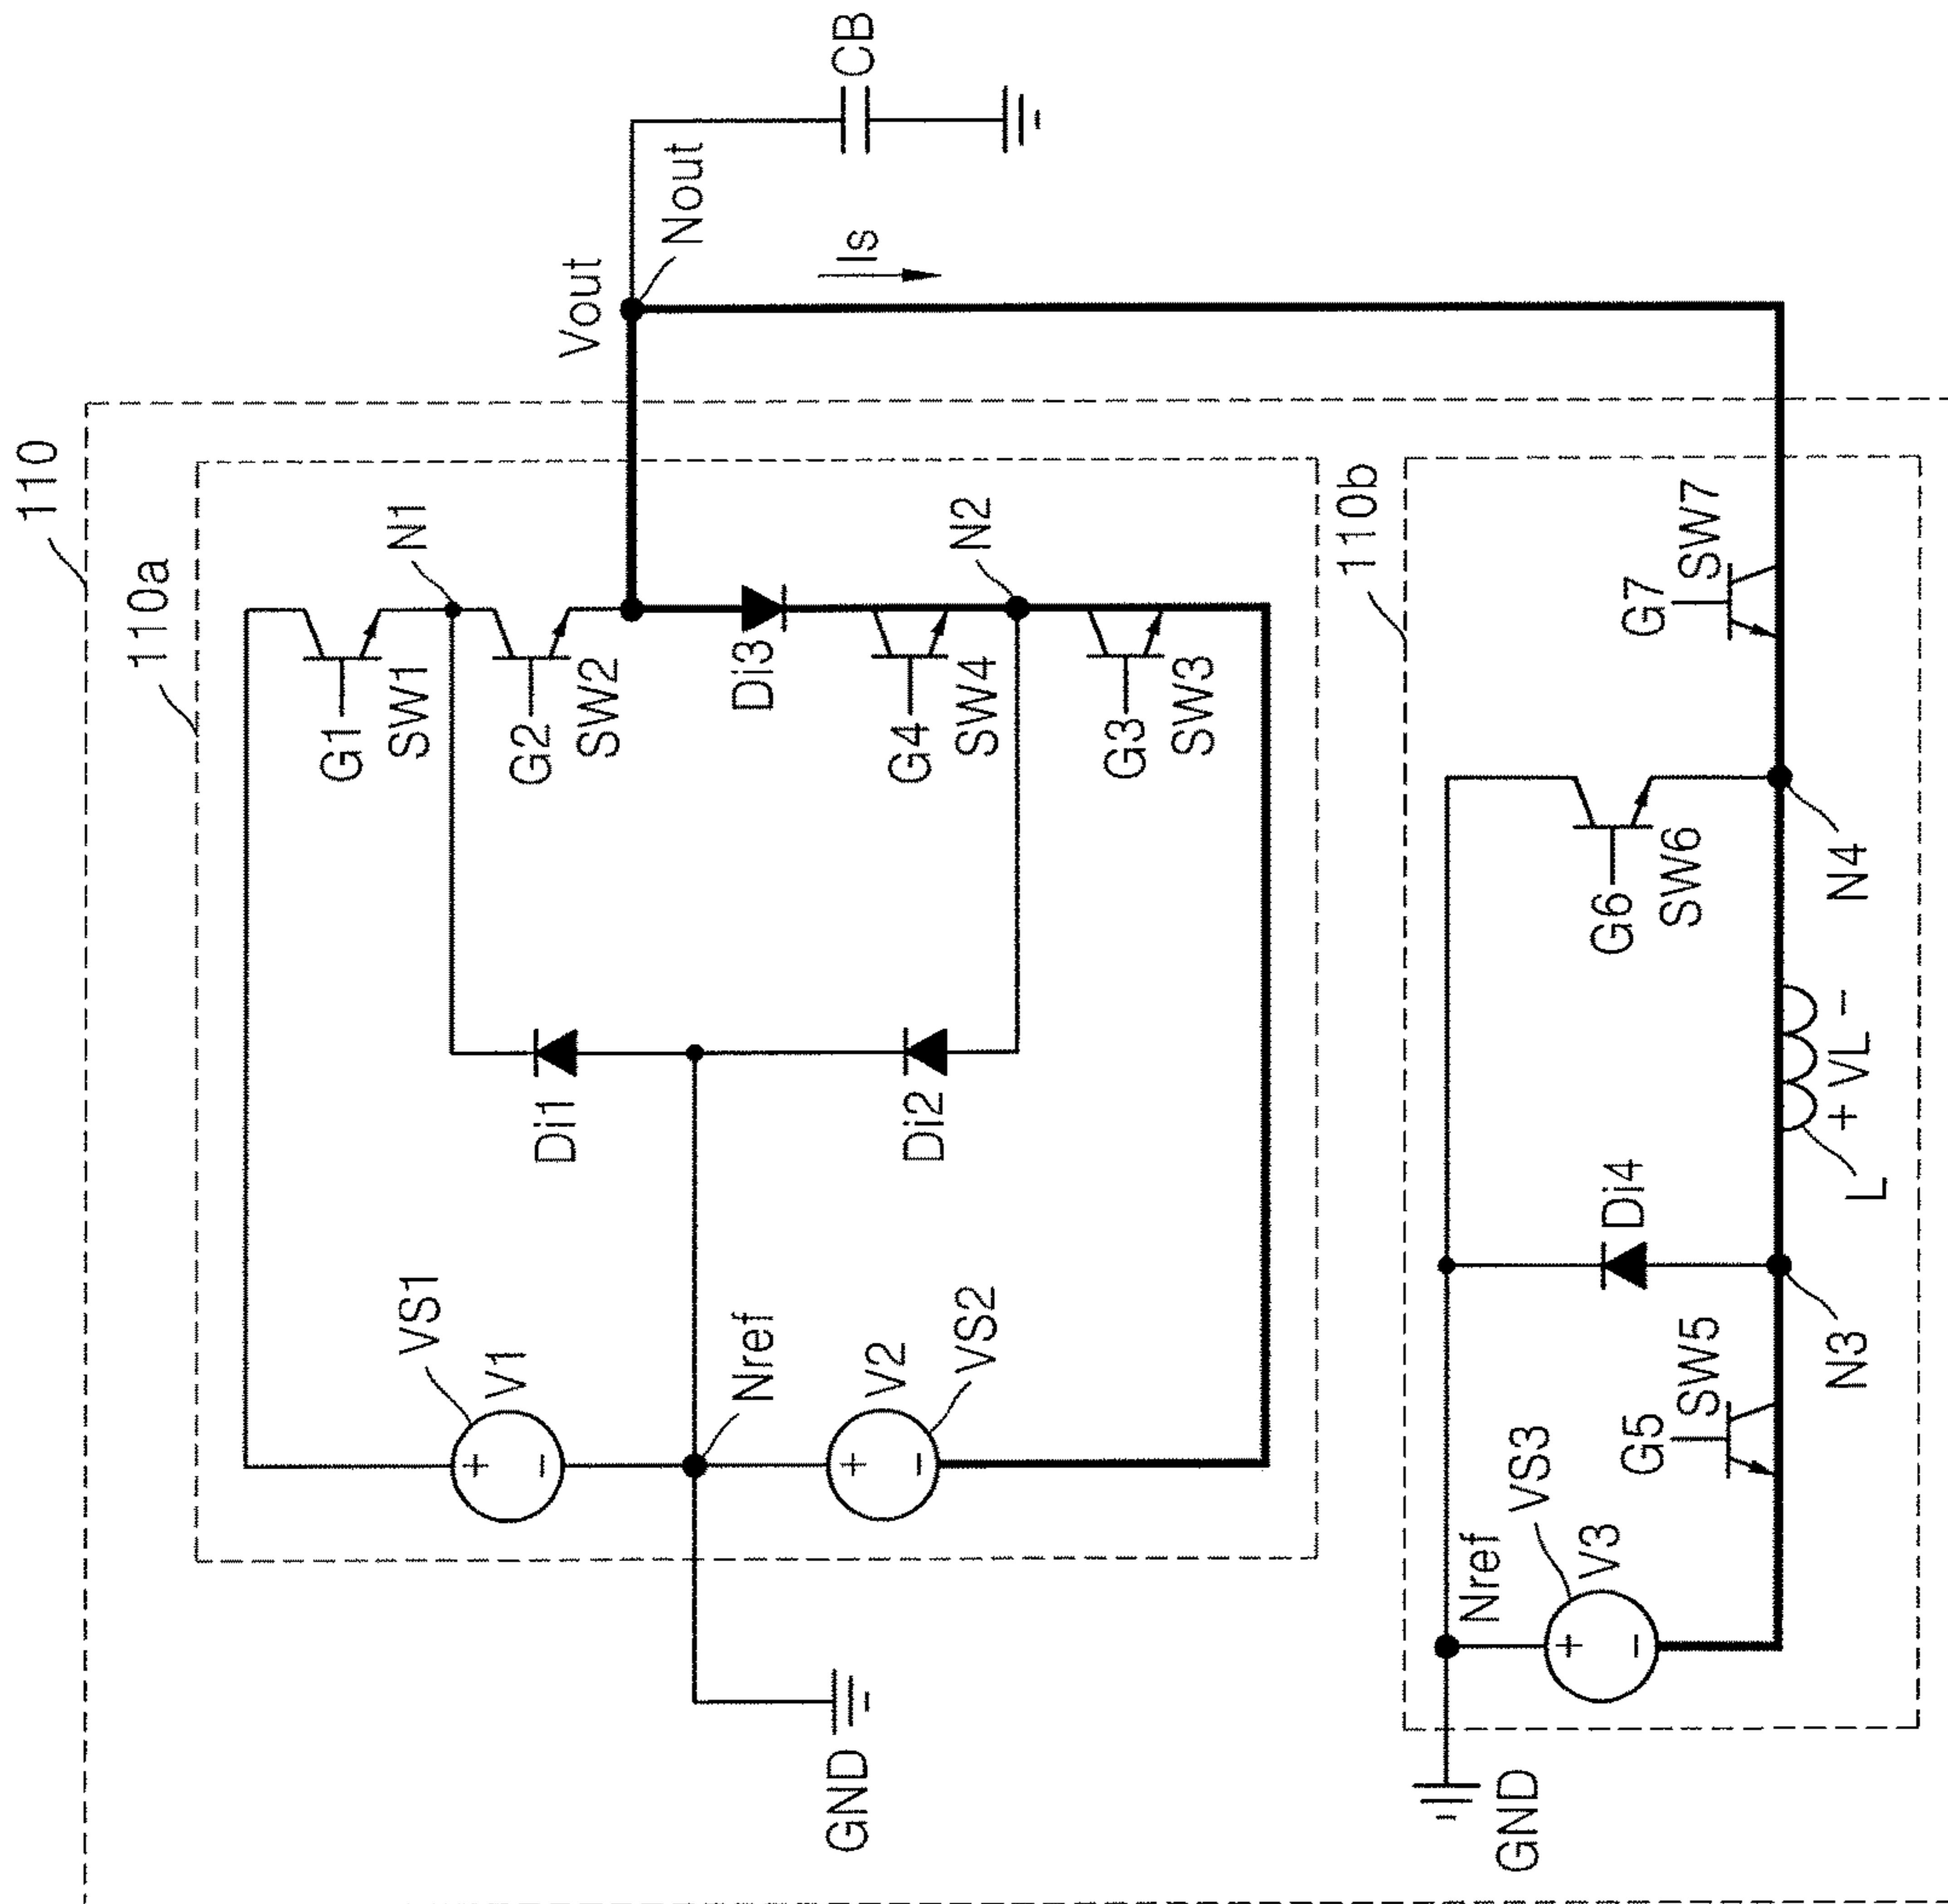 110
110a
VS1
V1
+
-
Nref
V2
VS2
+
-
GND
Di1
Di2
G1
SW1
N1
G2
SW2
Di3
G4
SW4
N2
G3
SW3
Vout
Nout
Is
CB
110b
GND
Nref
VS3
V3
+
-
G5
SW5
N3
Di4
L
+ VL -
G6
SW6
N4
G7
SW7